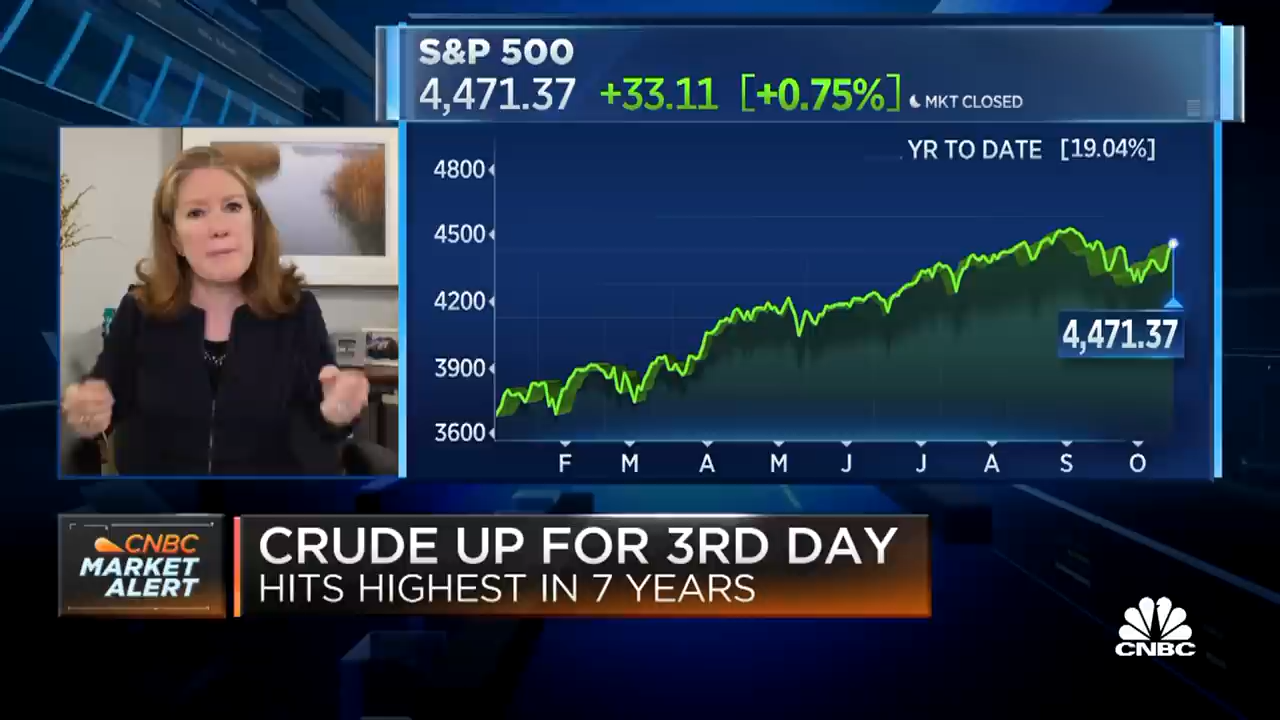 S&P 500
4,471.37 +33.11 [+0.75%] MKT CLOSED
YR TO DATE [19.04%]
4800
4500
4200
3900
3600
4,471.37
F M A M J J A S O
CNBC
MARKET
ALERT
CRUDE UP FOR 3RD DAY
HITS HIGHEST IN 7 YEARS
CNBC